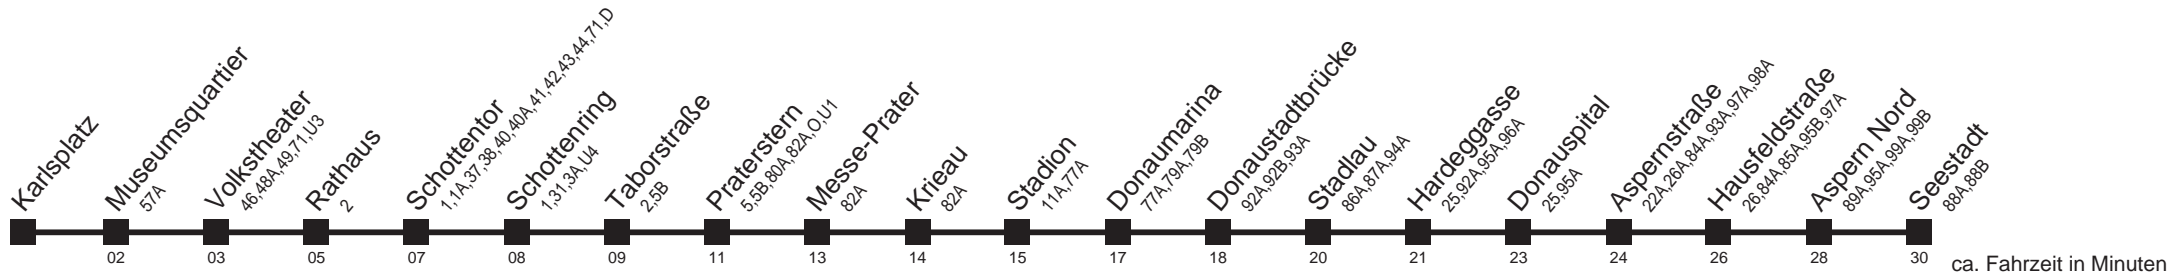 Karlsplatz
Museumsquartier
57A
Volkstheater
46,48A,49,71,U3
Rathaus
2
Schottentor
1,1A,37,38,40,40A,41,42,43,44,71,D
Schottenring
1,31,3A,U4
Taborstraße
2,5B
Praterstern
5,5B,80A,82A,O,U1
Messe-Prater
82A
Krieau
82A
Stadion
11A,77A
Donaumarina
77A,79A,79B
Donaustadtbrücke
92A,92B,93A
Stadlau
86A,87A,94A
Hardeggasse
25,92A,95A,96A
Donauspital
25,95A
Aspernstraße
22A,26A,84A,93A,97A,98A
Hausfeldstraße
26,84A,85A,95B,97A
Aspern Nord
89A,95A,99A,99B
Seestadt
88A,88B
02 03 05 07 08 09 11 13 14 15 17 18 20 21 23 24 26 28 30 ca. Fahrzeit in Minuten